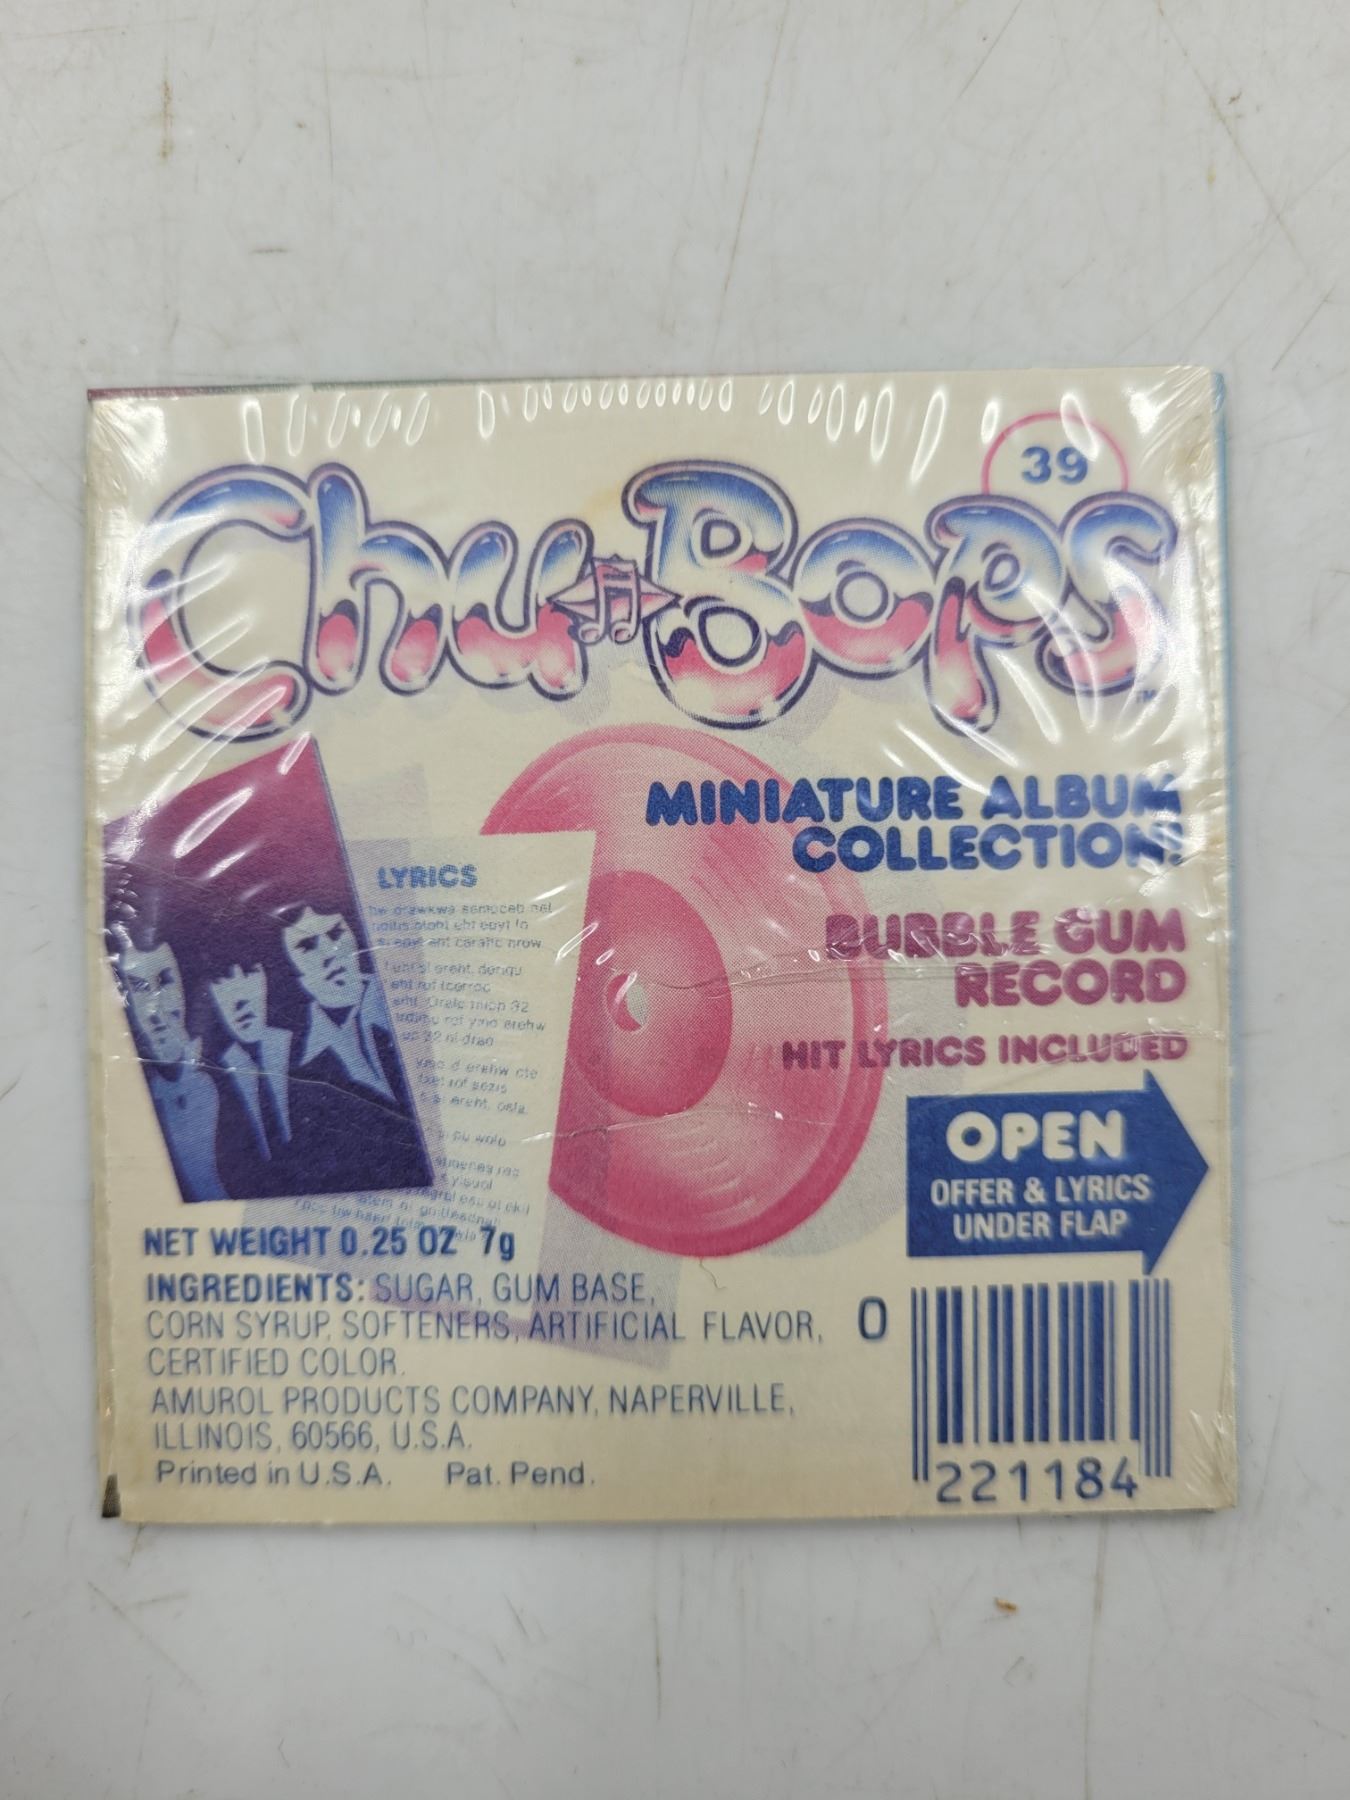 39
Chu Bops
TM
MINIATURE ALBUM
COLLECTION!
BUBBLE GUM
RECORD
HIT LYRICS INCLUDED
LYRICS
OPEN
OFFER & LYRICS
UNDER FLAP
NET WEIGHT 0.25 OZ 7g
INGREDIENTS: SUGAR, GUM BASE,
CORN SYRUP, SOFTENERS, ARTIFICIAL FLAVOR,
CERTIFIED COLOR.
AMUROL PRODUCTS COMPANY, NAPERVILLE,
ILLINOIS, 60566, U.S.A.
Printed in U.S.A. Pat. Pend.
0
221184